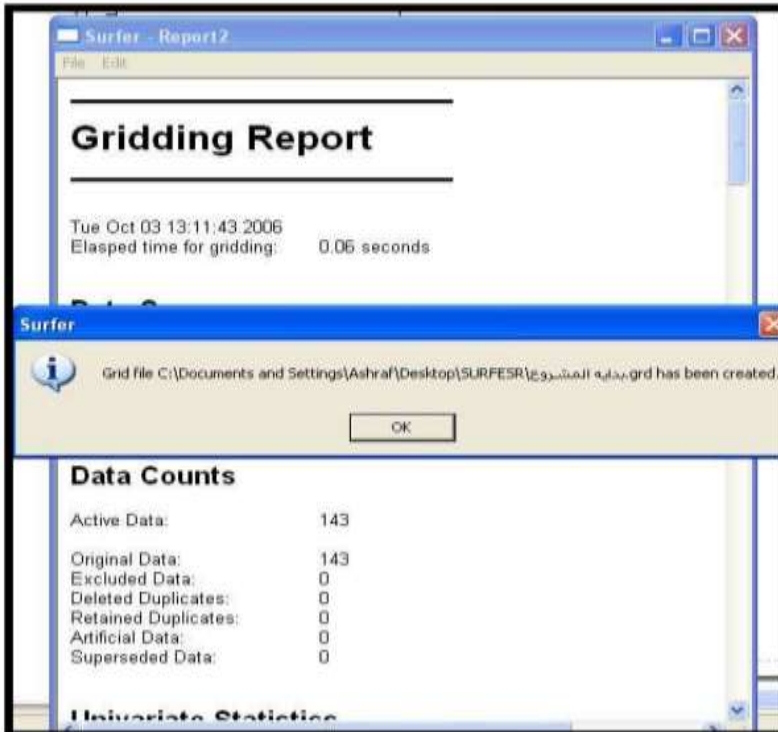 Surfer - Report2
File Edit
Gridding Report
Tue Oct 03 13:11:43 2006
Elasped time for gridding: 0.06 seconds
Surfer
Grid file C:\Documents and Settings\Ashraf\Desktop\SURFESR\بدايه المشروع.grd has been created.
OK
Data Counts
Active Data: 143
Original Data: 143
Excluded Data: 0
Deleted Duplicates: 0
Retained Duplicates: 0
Artificial Data: 0
Superseded Data: 0
Univariate Statistics